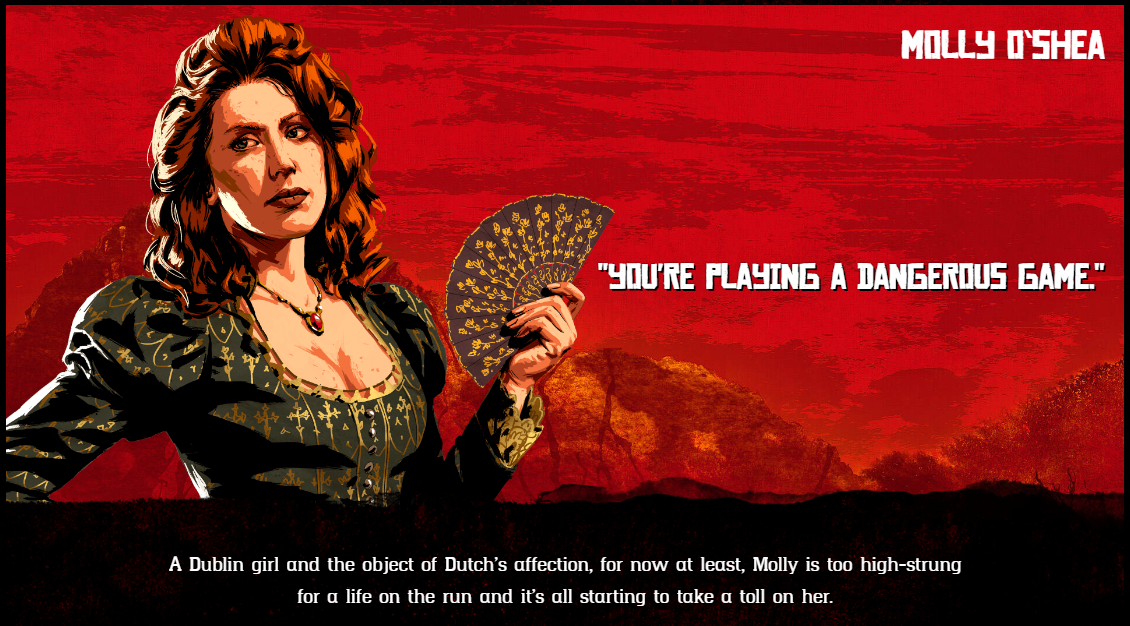 MOLLY O'SHEA
"YOU'RE PLAYING A DANGEROUS GAME."
A Dublin girl and the object of Dutch's affection, for now at least, Molly is too high-strung
for a life on the run and it's all starting to take a toll on her.